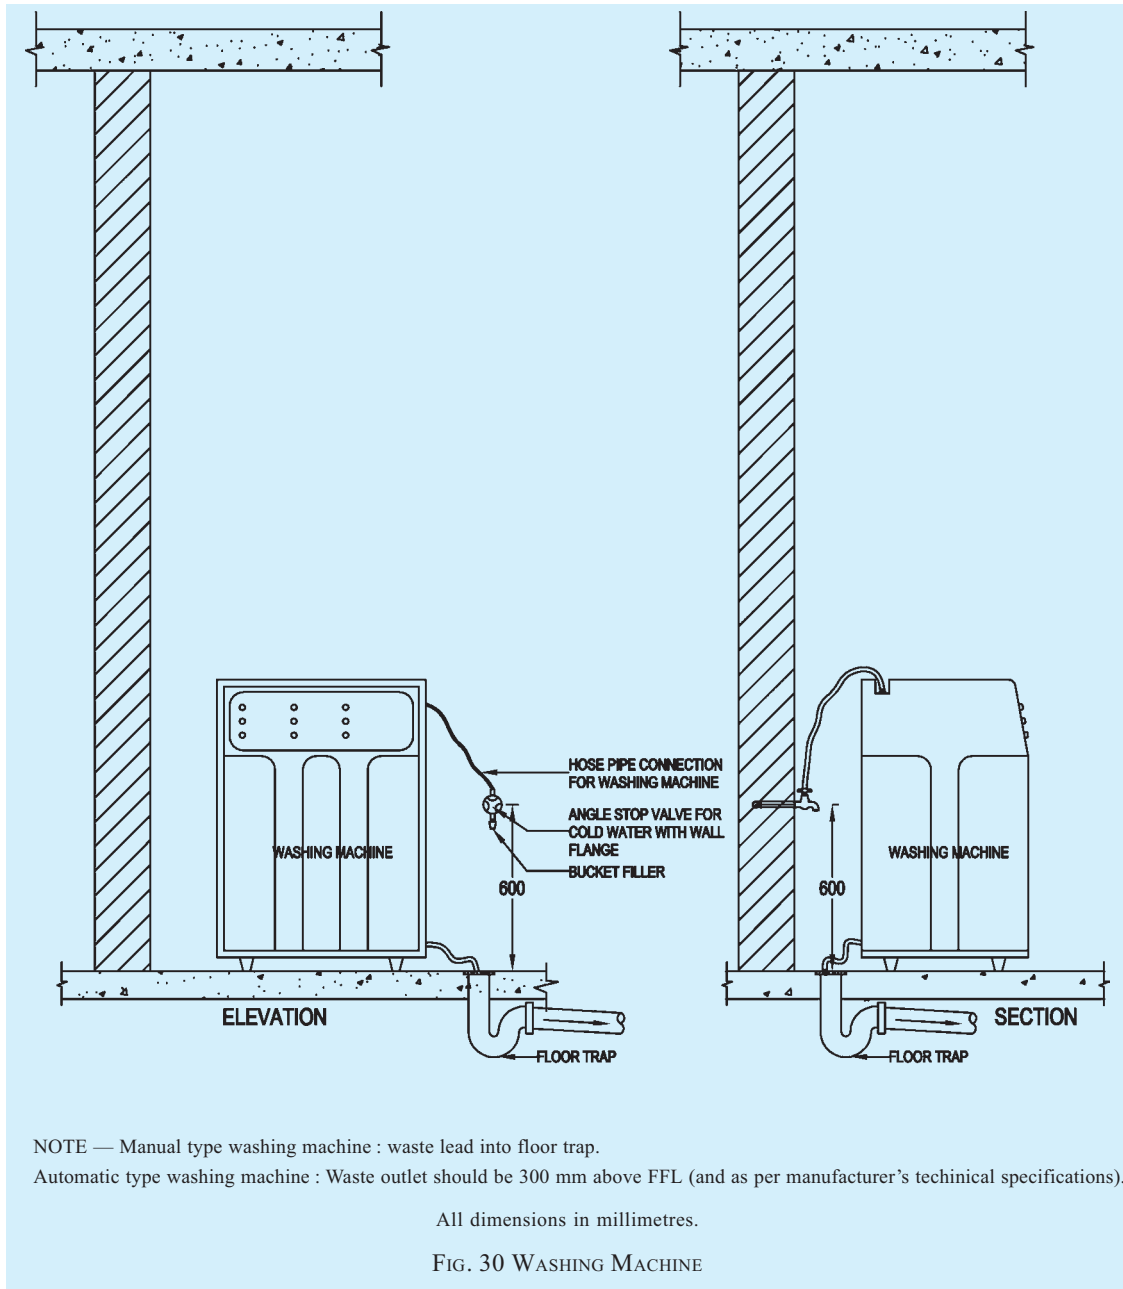 HOSE PIPE CONNECTION
FOR WASHING MACHINE
ANGLE STOP VALVE FOR
COLD WATER WITH WALL
FLANGE
BUCKET FILLER
600
WASHING MACHINE
ELEVATION
FLOOR TRAP
WASHING MACHINE
600
SECTION
FLOOR TRAP
NOTE — Manual type washing machine : waste lead into floor trap.
Automatic type washing machine : Waste outlet should be 300 mm above FFL (and as per manufacturer's techinical specifications).
All dimensions in millimetres.
FIG. 30 WASHING MACHINE